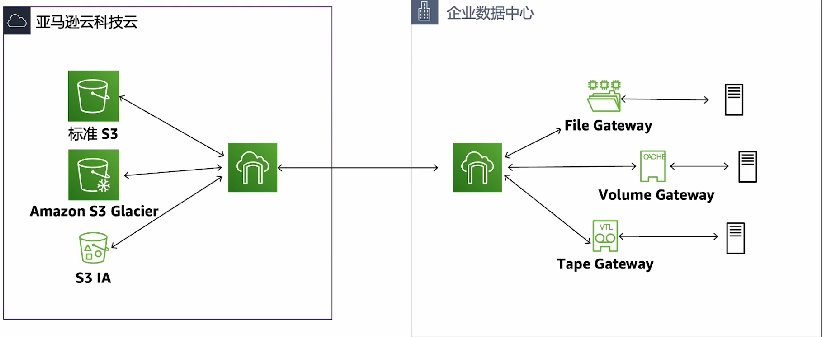 亚马逊云科技云
企业数据中心
标准 S3
Amazon S3 Glacier
S3 IA
File Gateway
CACHE
Volume Gateway
VTL
Tape Gateway